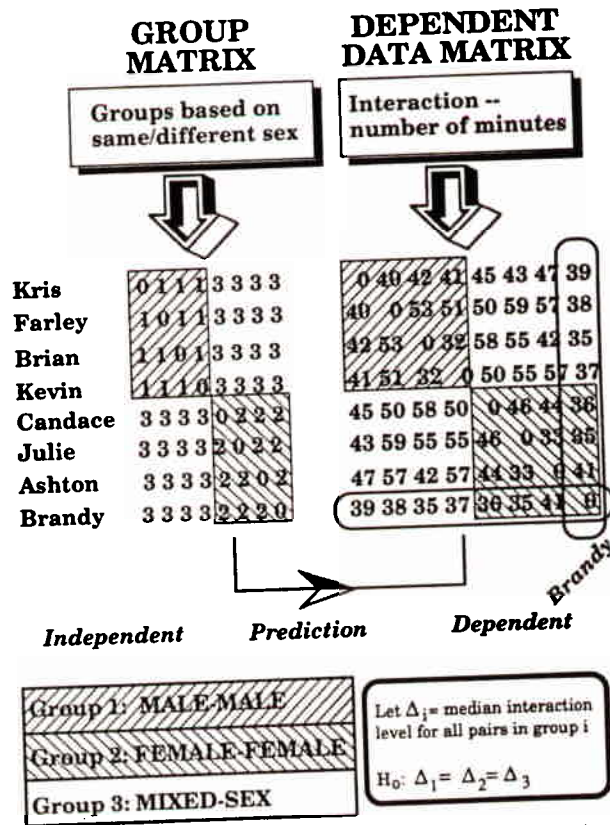 GROUP MATRIX
DEPENDENT DATA MATRIX
Groups based on
same/different sex
Interaction --
number of minutes
Kris 0 1 1 1 3 3 3 3 0 40 42 41 45 43 47 39
Farley 1 0 1 1 3 3 3 3 40 0 53 51 50 59 57 38
Brian 1 1 0 1 3 3 3 3 42 53 0 32 58 55 42 35
Kevin 1 1 1 0 3 3 3 3 41 51 32 0 50 55 57 37
Candace 3 3 3 3 0 2 2 2 45 50 58 50 0 46 44 36
Julie 3 3 3 3 2 0 2 2 43 59 55 55 46 0 33 35
Ashton 3 3 3 3 2 2 0 2 47 57 42 57 44 33 0 41
Brandy 3 3 3 3 2 2 2 0 39 38 35 37 36 35 41 0
Brandy
Independent Prediction Dependent
Group 1: MALE-MALE
Group 2: FEMALE-FEMALE
Group 3: MIXED-SEX
Let Δi = median interaction
level for all pairs in group i
Ho: Δ1 = Δ2 = Δ3